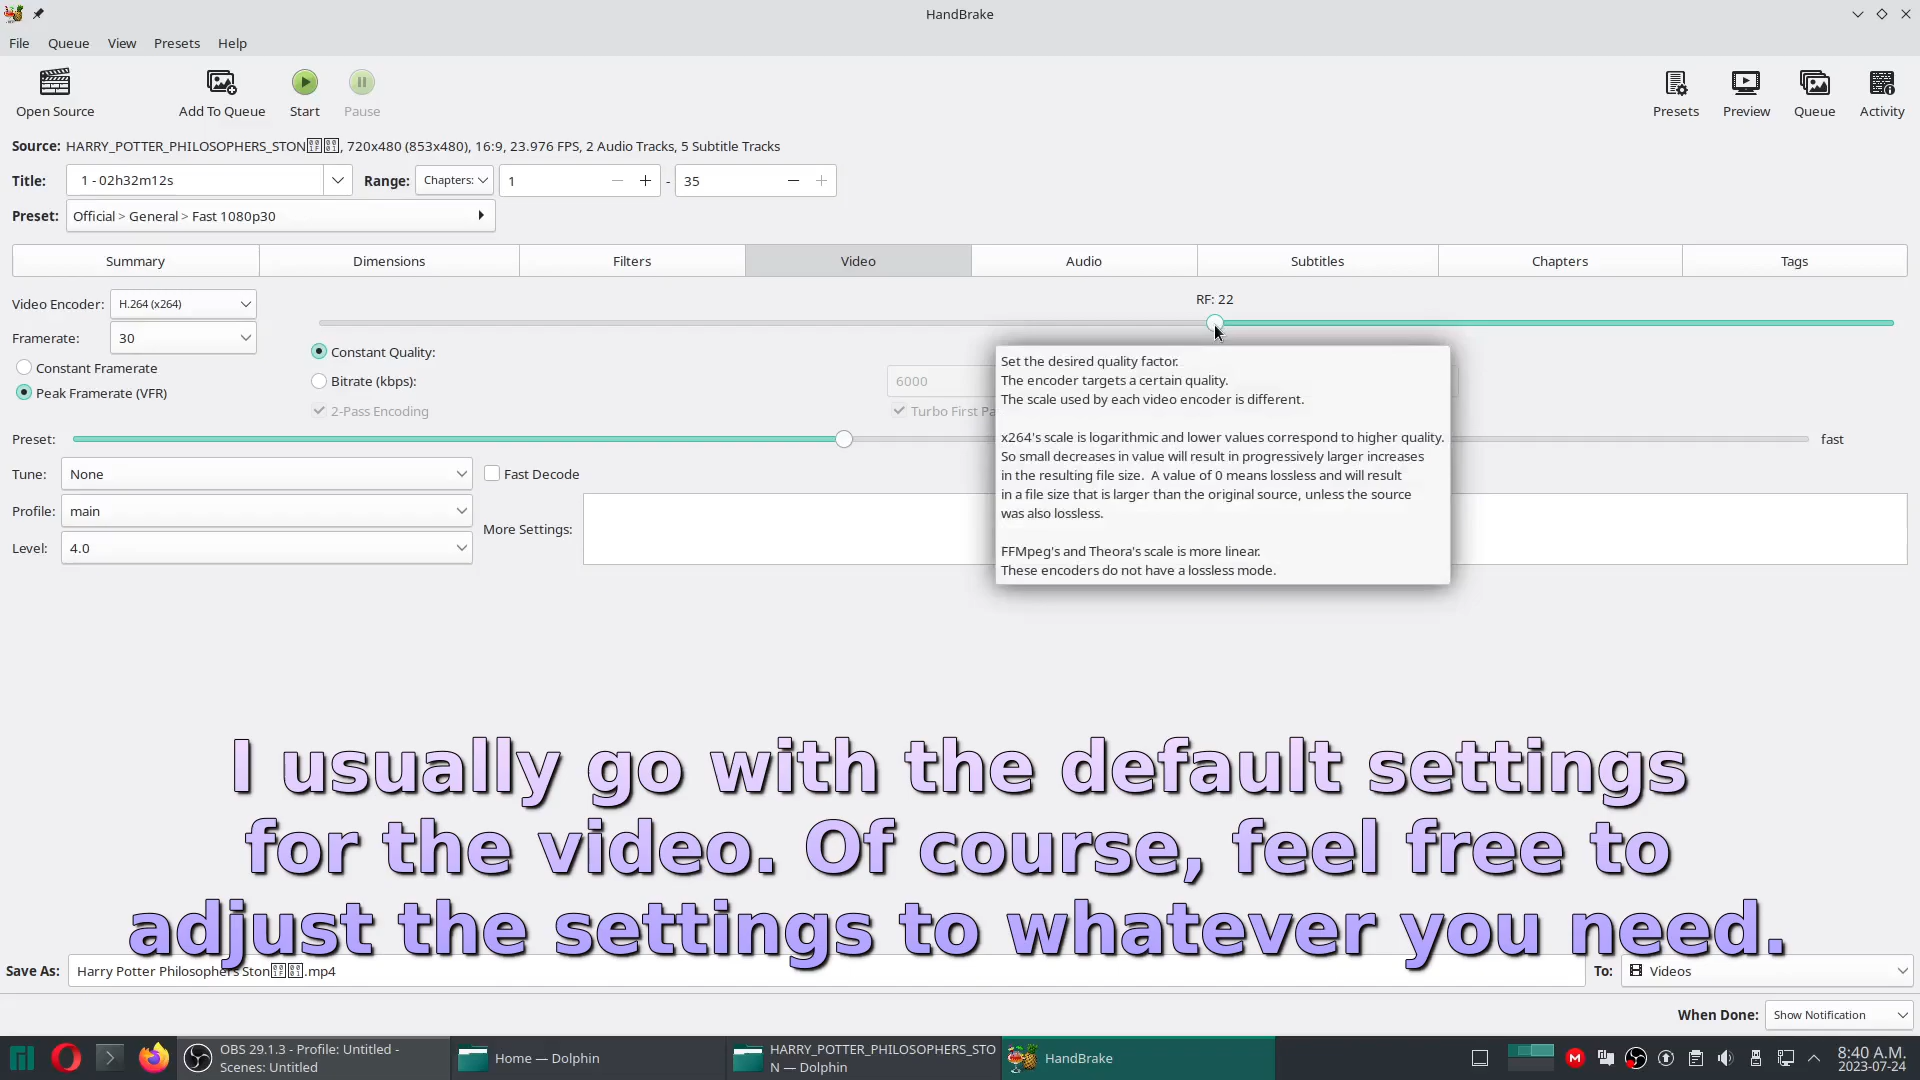 HandBrake
File Queue View Presets Help
Open Source Add To Queue Start Pause Presets Preview Queue Activity
Source: HARRY_POTTER_PHILOSOPHERS_STON, 720x480 (853x480), 16:9, 23.976 FPS, 2 Audio Tracks, 5 Subtitle Tracks
Title: 1 - 02h32m12s Range: Chapters: 1 - 35
Preset: Official > General > Fast 1080p30
Summary Dimensions Filters Video Audio Subtitles Chapters Tags
RF: 22
Video Encoder: H.264 (x264)
Framerate: 30
Constant Framerate
Peak Framerate (VFR)
Constant Quality:
Bitrate (kbps): 6000
2-Pass Encoding Turbo First Pa
Set the desired quality factor.
The encoder targets a certain quality.
The scale used by each video encoder is different.
x264's scale is logarithmic and lower values correspond to higher quality.
So small decreases in value will result in progressively larger increases
in the resulting file size. A value of 0 means lossless and will result
in a file size that is larger than the original source, unless the source
was also lossless.
FFMpeg's and Theora's scale is more linear.
These encoders do not have a lossless mode.
Preset: fast
Tune: None Fast Decode
Profile: main
More Settings:
Level: 4.0
I usually go with the default settings
for the video. Of course, feel free to
adjust the settings to whatever you need.
Save As: Harry Potter Philosophers Ston.mp4 To: Videos
When Done: Show Notification
OBS 29.1.3 - Profile: Untitled -
Scenes: Untitled
Home — Dolphin
HARRY_POTTER_PHILOSOPHERS_STO
N — Dolphin
HandBrake
8:40 A.M.
2023-07-24